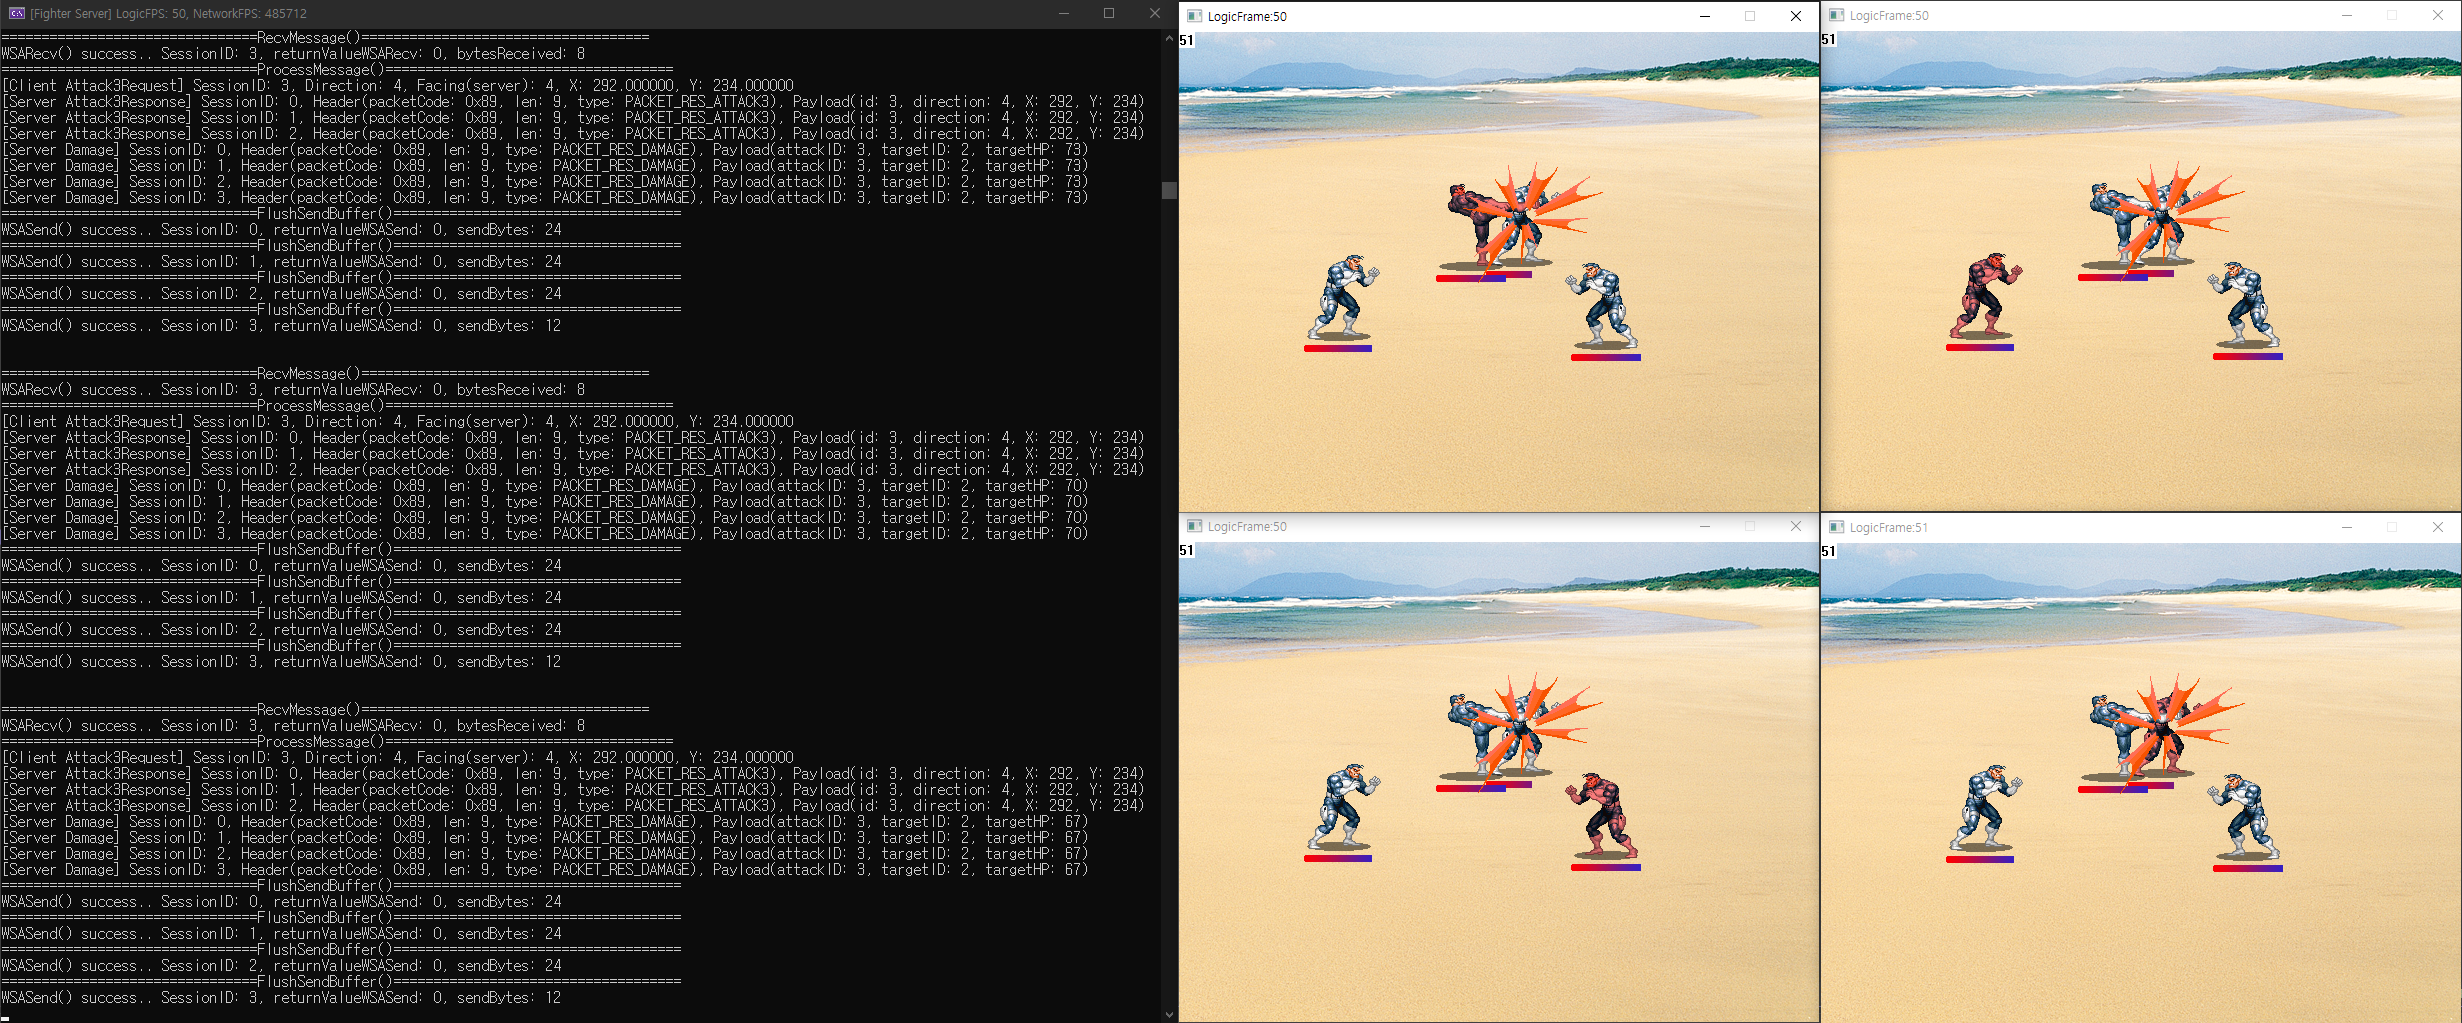 [Fighter Server] LogicFPS: 50, NetworkFPS: 485712
================================RecvMessage()====================================
WSARecv() success.. SessionID: 3, returnValueWSARecv: 0, bytesReceived: 8
================================ProcessMessage()====================================
[Client Attack3Request] SessionID: 3, Direction: 4, Facing(server): 4, X: 292.000000, Y: 234.000000
[Server Attack3Response] SessionID: 0, Header(packetCode: 0x89, len: 9, type: PACKET_RES_ATTACK3), Payload(id: 3, direction: 4, X: 292, Y: 234)
[Server Attack3Response] SessionID: 1, Header(packetCode: 0x89, len: 9, type: PACKET_RES_ATTACK3), Payload(id: 3, direction: 4, X: 292, Y: 234)
[Server Attack3Response] SessionID: 2, Header(packetCode: 0x89, len: 9, type: PACKET_RES_ATTACK3), Payload(id: 3, direction: 4, X: 292, Y: 234)
[Server Damage] SessionID: 0, Header(packetCode: 0x89, len: 9, type: PACKET_RES_DAMAGE), Payload(attackID: 3, targetID: 2, targetHP: 73)
[Server Damage] SessionID: 1, Header(packetCode: 0x89, len: 9, type: PACKET_RES_DAMAGE), Payload(attackID: 3, targetID: 2, targetHP: 73)
[Server Damage] SessionID: 2, Header(packetCode: 0x89, len: 9, type: PACKET_RES_DAMAGE), Payload(attackID: 3, targetID: 2, targetHP: 73)
[Server Damage] SessionID: 3, Header(packetCode: 0x89, len: 9, type: PACKET_RES_DAMAGE), Payload(attackID: 3, targetID: 2, targetHP: 73)
================================FlushSendBuffer()====================================
WSASend() success.. SessionID: 0, returnValueWSASend: 0, sendBytes: 24
================================FlushSendBuffer()====================================
WSASend() success.. SessionID: 1, returnValueWSASend: 0, sendBytes: 24
================================FlushSendBuffer()====================================
WSASend() success.. SessionID: 2, returnValueWSASend: 0, sendBytes: 24
================================FlushSendBuffer()====================================
WSASend() success.. SessionID: 3, returnValueWSASend: 0, sendBytes: 12
================================RecvMessage()====================================
WSARecv() success.. SessionID: 3, returnValueWSARecv: 0, bytesReceived: 8
================================ProcessMessage()====================================
[Client Attack3Request] SessionID: 3, Direction: 4, Facing(server): 4, X: 292.000000, Y: 234.000000
[Server Attack3Response] SessionID: 0, Header(packetCode: 0x89, len: 9, type: PACKET_RES_ATTACK3), Payload(id: 3, direction: 4, X: 292, Y: 234)
[Server Attack3Response] SessionID: 1, Header(packetCode: 0x89, len: 9, type: PACKET_RES_ATTACK3), Payload(id: 3, direction: 4, X: 292, Y: 234)
[Server Attack3Response] SessionID: 2, Header(packetCode: 0x89, len: 9, type: PACKET_RES_ATTACK3), Payload(id: 3, direction: 4, X: 292, Y: 234)
[Server Damage] SessionID: 0, Header(packetCode: 0x89, len: 9, type: PACKET_RES_DAMAGE), Payload(attackID: 3, targetID: 2, targetHP: 70)
[Server Damage] SessionID: 1, Header(packetCode: 0x89, len: 9, type: PACKET_RES_DAMAGE), Payload(attackID: 3, targetID: 2, targetHP: 70)
[Server Damage] SessionID: 2, Header(packetCode: 0x89, len: 9, type: PACKET_RES_DAMAGE), Payload(attackID: 3, targetID: 2, targetHP: 70)
[Server Damage] SessionID: 3, Header(packetCode: 0x89, len: 9, type: PACKET_RES_DAMAGE), Payload(attackID: 3, targetID: 2, targetHP: 70)
================================FlushSendBuffer()====================================
WSASend() success.. SessionID: 0, returnValueWSASend: 0, sendBytes: 24
================================FlushSendBuffer()====================================
WSASend() success.. SessionID: 1, returnValueWSASend: 0, sendBytes: 24
================================FlushSendBuffer()====================================
WSASend() success.. SessionID: 2, returnValueWSASend: 0, sendBytes: 24
================================FlushSendBuffer()====================================
WSASend() success.. SessionID: 3, returnValueWSASend: 0, sendBytes: 12
================================RecvMessage()====================================
WSARecv() success.. SessionID: 3, returnValueWSARecv: 0, bytesReceived: 8
================================ProcessMessage()====================================
[Client Attack3Request] SessionID: 3, Direction: 4, Facing(server): 4, X: 292.000000, Y: 234.000000
[Server Attack3Response] SessionID: 0, Header(packetCode: 0x89, len: 9, type: PACKET_RES_ATTACK3), Payload(id: 3, direction: 4, X: 292, Y: 234)
[Server Attack3Response] SessionID: 1, Header(packetCode: 0x89, len: 9, type: PACKET_RES_ATTACK3), Payload(id: 3, direction: 4, X: 292, Y: 234)
[Server Attack3Response] SessionID: 2, Header(packetCode: 0x89, len: 9, type: PACKET_RES_ATTACK3), Payload(id: 3, direction: 4, X: 292, Y: 234)
[Server Damage] SessionID: 0, Header(packetCode: 0x89, len: 9, type: PACKET_RES_DAMAGE), Payload(attackID: 3, targetID: 2, targetHP: 67)
[Server Damage] SessionID: 1, Header(packetCode: 0x89, len: 9, type: PACKET_RES_DAMAGE), Payload(attackID: 3, targetID: 2, targetHP: 67)
[Server Damage] SessionID: 2, Header(packetCode: 0x89, len: 9, type: PACKET_RES_DAMAGE), Payload(attackID: 3, targetID: 2, targetHP: 67)
[Server Damage] SessionID: 3, Header(packetCode: 0x89, len: 9, type: PACKET_RES_DAMAGE), Payload(attackID: 3, targetID: 2, targetHP: 67)
================================FlushSendBuffer()====================================
WSASend() success.. SessionID: 0, returnValueWSASend: 0, sendBytes: 24
================================FlushSendBuffer()====================================
WSASend() success.. SessionID: 1, returnValueWSASend: 0, sendBytes: 24
================================FlushSendBuffer()====================================
WSASend() success.. SessionID: 2, returnValueWSASend: 0, sendBytes: 24
================================FlushSendBuffer()====================================
WSASend() success.. SessionID: 3, returnValueWSASend: 0, sendBytes: 12
LogicFrame:50
51
LogicFrame:50
51
LogicFrame:50
51
LogicFrame:51
51